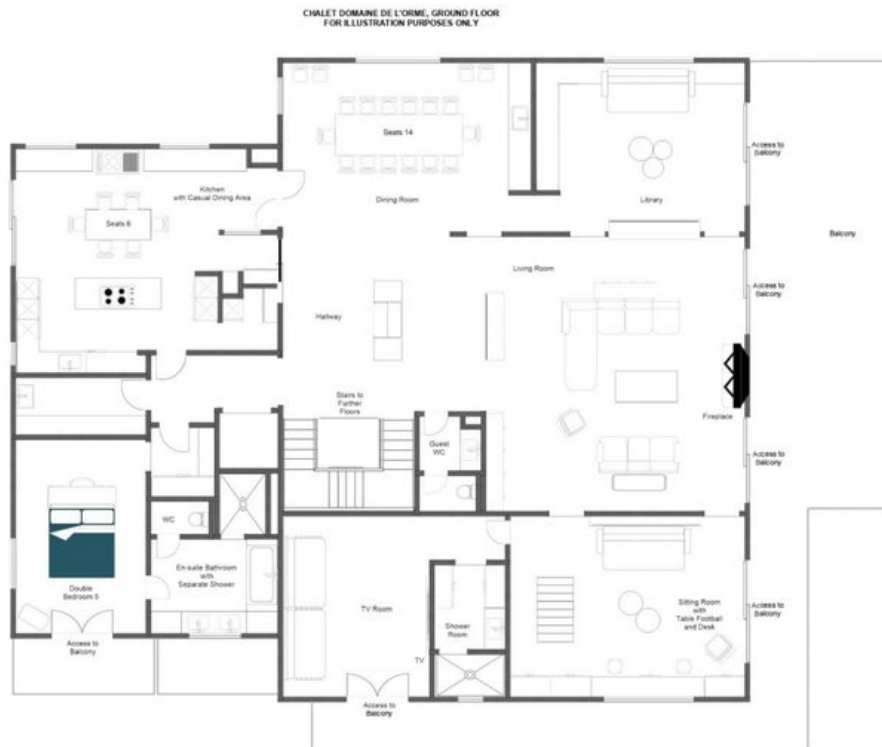 CHALET DOMAINE DE L'ORME, GROUND FLOOR
FOR ILLUSTRATION PURPOSES ONLY
Seats 14
Access to
Balcony
Kitchen
with Casual Dining Area
Dining Room
Library
Seats 6
Balcony
Living Room
Access to
Balcony
Hallway
Stairs to
Further
Floors
Fireplace
Guest
WC
Access to
Balcony
WC
En-suite Bathroom
with
Separate Shower
Double
Bedroom 5
TV Room
Shower
Room
Sitting Room
with
Table Football
and Desk
Access to
Balcony
Access to
Balcony
TV
Access to
Balcony